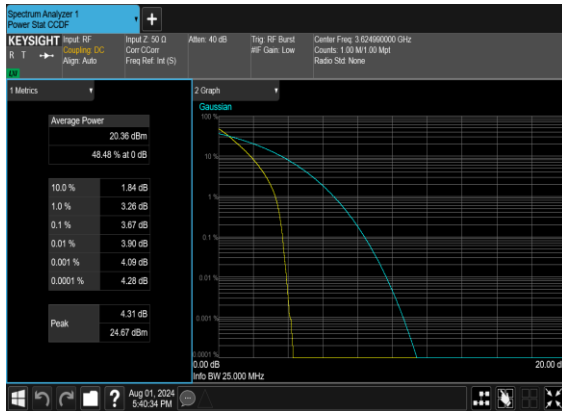 Spectrum Analyzer 1
Power Stat CCDF
KEYSIGHT
R T
Input: RF
Coupling: DC
Align: Auto
Input Z: 50 Ω
Corr CCorr
Freq Ref: Int (S)
Atten: 40 dB
Trig: RF Burst
#IF Gain: Low
Center Freq: 3.624990000 GHz
Counts: 1.00 M/1.00 Mpt
Radio Std: None
1 Metrics
Average Power
20.36 dBm
48.48 % at 0 dB
10.0 % 1.84 dB
1.0 % 3.26 dB
0.1 % 3.67 dB
0.01 % 3.90 dB
0.001 % 4.09 dB
0.0001 % 4.28 dB
Peak
4.31 dB
24.67 dBm
2 Graph
Gaussian
100 %
10 %
1 %
0.1 %
0.01 %
0.001 %
0.0001 %
0.00 dB
20.00 d
Info BW 25.000 MHz
Aug 01, 2024
5:40:34 PM